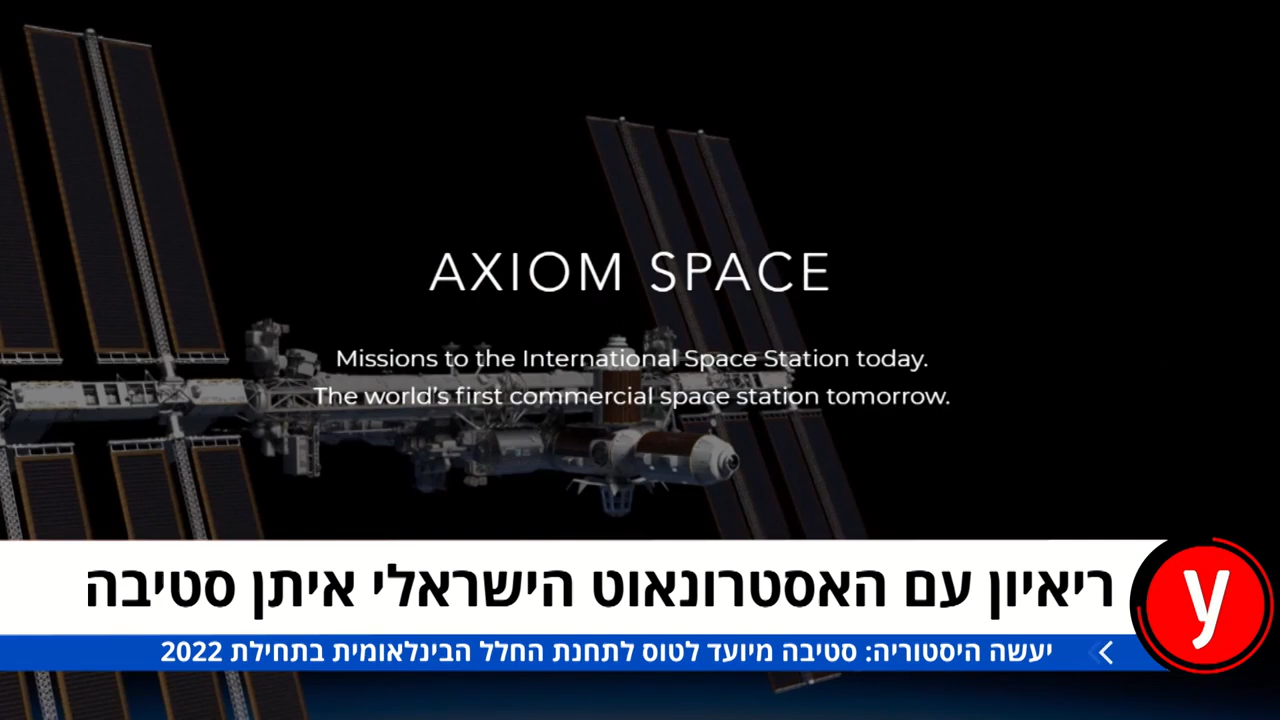 AXIOM SPACE
Missions to the International Space Station today.
The world's first commercial space station tomorrow.
ריאיון עם האסטרונאוט הישראלי איתן סטיבה
יעשה היסטוריה: סטיבה מיועד לטוס לתחנת החלל הבינלאומית בתחילת 2022
y